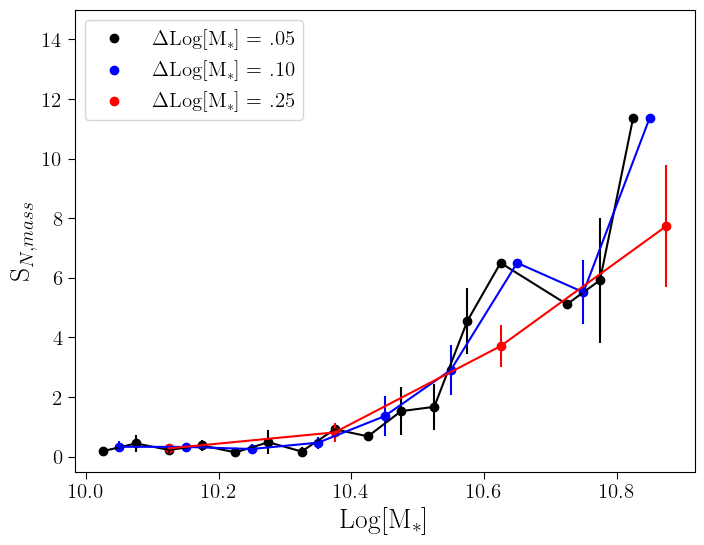 ΔLog[M*] = .05
ΔLog[M*] = .10
ΔLog[M*] = .25
14
12
10
8
6
4
2
0
S_{N,mass}
10.0 10.2 10.4 10.6 10.8
Log[M*]